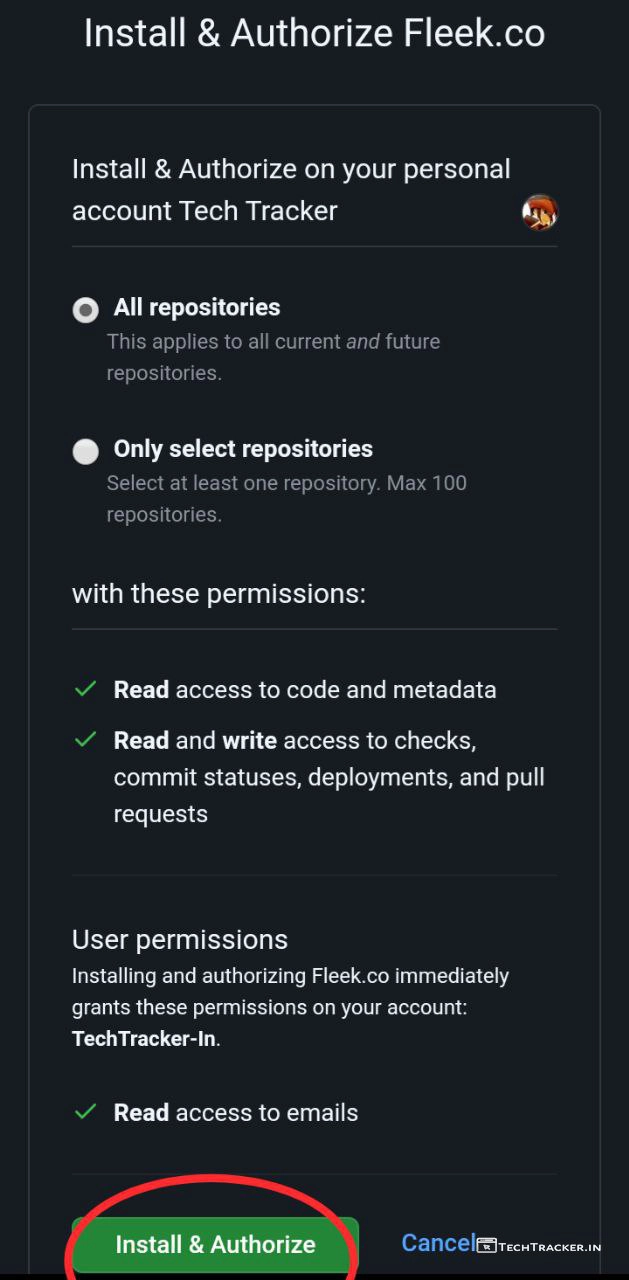 Install & Authorize Fleek.co
Install & Authorize on your personal
account Tech Tracker
All repositories
This applies to all current and future
repositories.
Only select repositories
Select at least one repository. Max 100
repositories.
with these permissions:
Read access to code and metadata
Read and write access to checks,
commit statuses, deployments, and pull
requests
User permissions
Installing and authorizing Fleek.co immediately
grants these permissions on your account:
TechTracker-In.
Read access to emails
Install & Authorize
Cancel
TechTracker.in